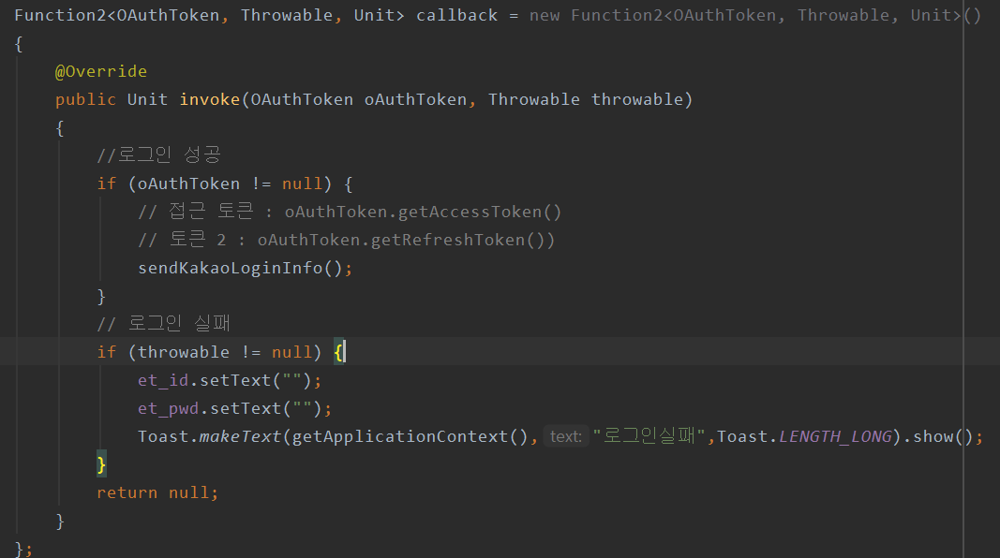 Function2<OAuthToken, Throwable, Unit> callback = new Function2<OAuthToken, Throwable, Unit>()
{
@Override
public Unit invoke(OAuthToken oAuthToken, Throwable throwable)
{
//로그인 성공
if (oAuthToken != null) {
// 접근 토큰 : oAuthToken.getAccessToken()
// 토큰 2 : oAuthToken.getRefreshToken())
sendKakaoLoginInfo();
}
// 로그인 실패
if (throwable != null) {
et_id.setText("");
et_pwd.setText("");
Toast.makeText(getApplicationContext(), text: "로그인실패",Toast.LENGTH_LONG).show();
}
return null;
}
};